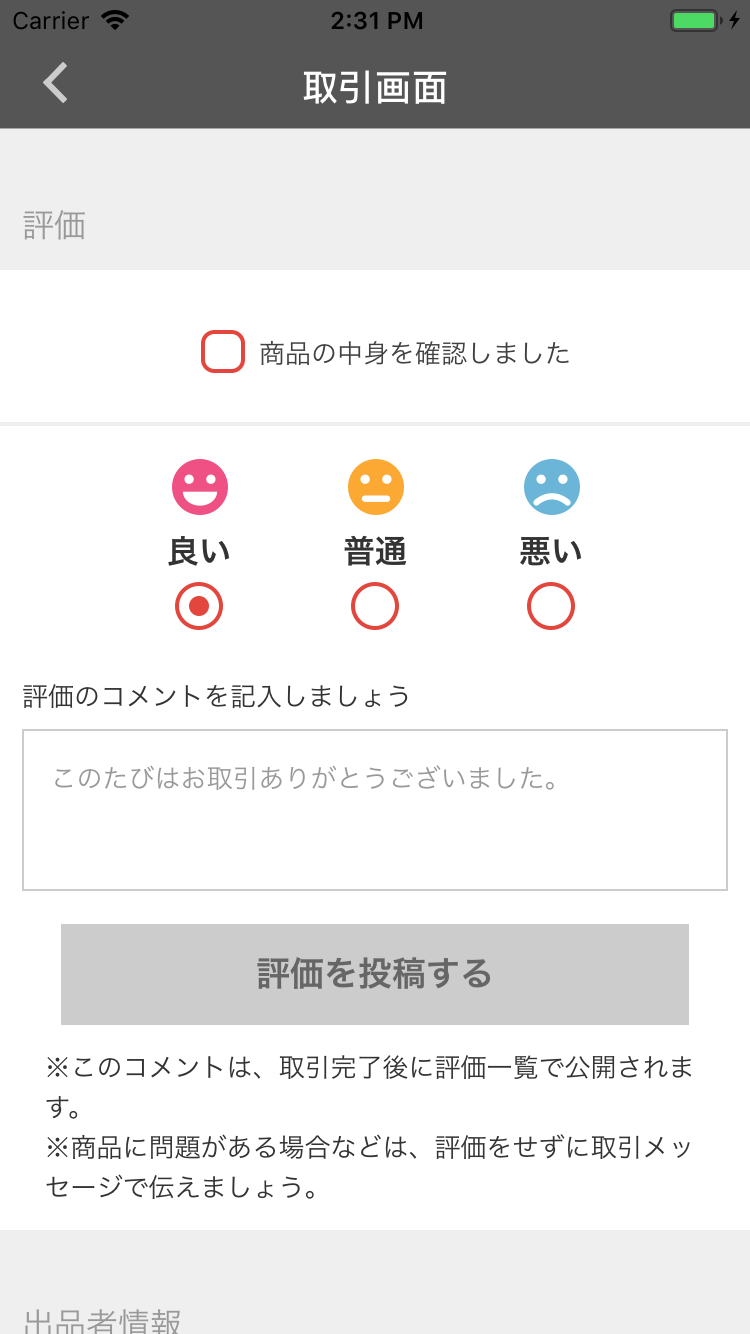 Carrier 2:31 PM
取引画面
評価
商品の中身を確認しました
良い 普通 悪い
評価のコメントを記入しましょう
このたびはお取引ありがとうございました。
評価を投稿する
※このコメントは、取引完了後に評価一覧で公開されま
す。
※商品に問題がある場合などは、評価をせずに取引メッ
セージで伝えましょう。
出品者情報